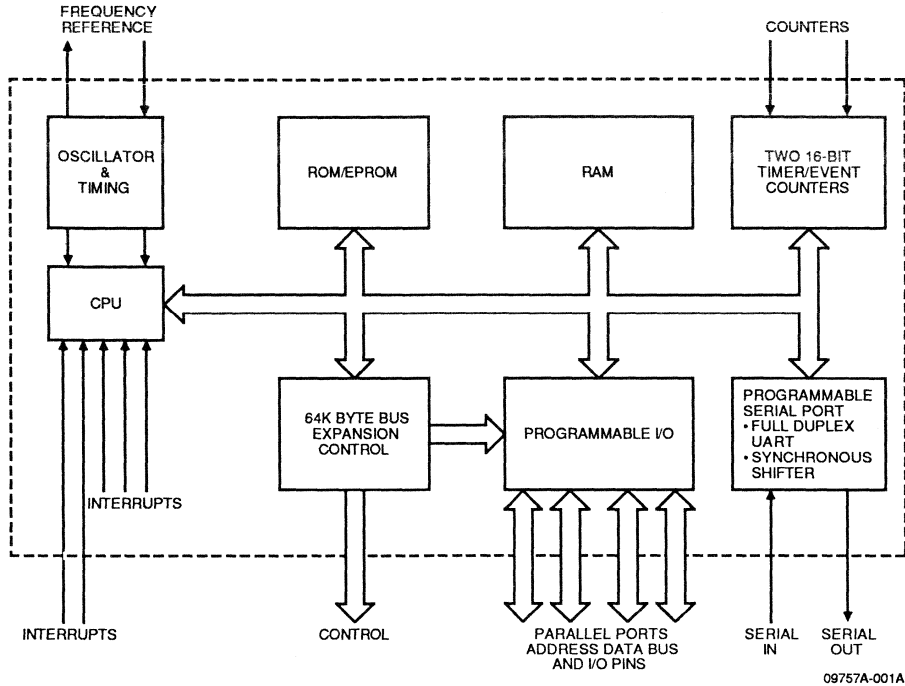 FREQUENCY
REFERENCE
COUNTERS
OSCILLATOR
&
TIMING
ROM/EPROM
RAM
TWO 16-BIT
TIMER/EVENT
COUNTERS
CPU
64K BYTE BUS
EXPANSION
CONTROL
PROGRAMMABLE I/O
PROGRAMMABLE
SERIAL PORT
• FULL DUPLEX
UART
• SYNCHRONOUS
SHIFTER
INTERRUPTS
INTERRUPTS
CONTROL
PARALLEL PORTS
ADDRESS DATA BUS
AND I/O PINS
SERIAL
IN
SERIAL
OUT
09757A-001A